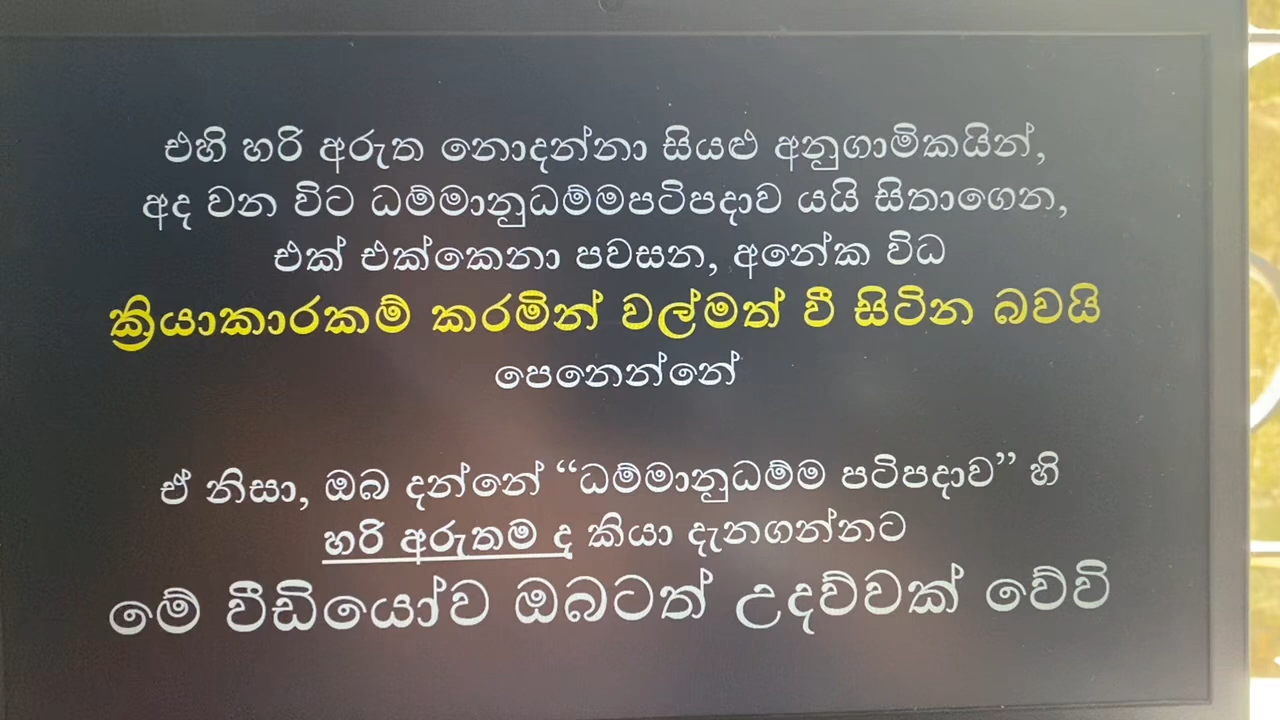 එහි හරි අරුත නොදන්නා සියළු අනුගාමිකයින්,
අද වන විට ධම්මානුධම්මපටිපදාව යයි සිතාගෙන,
එක් එක්කෙනා පවසන, අනේක විධ
ක්‍රියාකාරකම් කරමින් වල්මත් වී සිටින බවයි
පෙනෙන්නේ
ඒ නිසා, ඔබ දන්නේ “ධම්මානුධම්ම පටිපදාව” හි
හරි අරුතම ද කියා දැනගන්නට
මේ වීඩියෝව ඔබටත් උදව්වක් වේවි